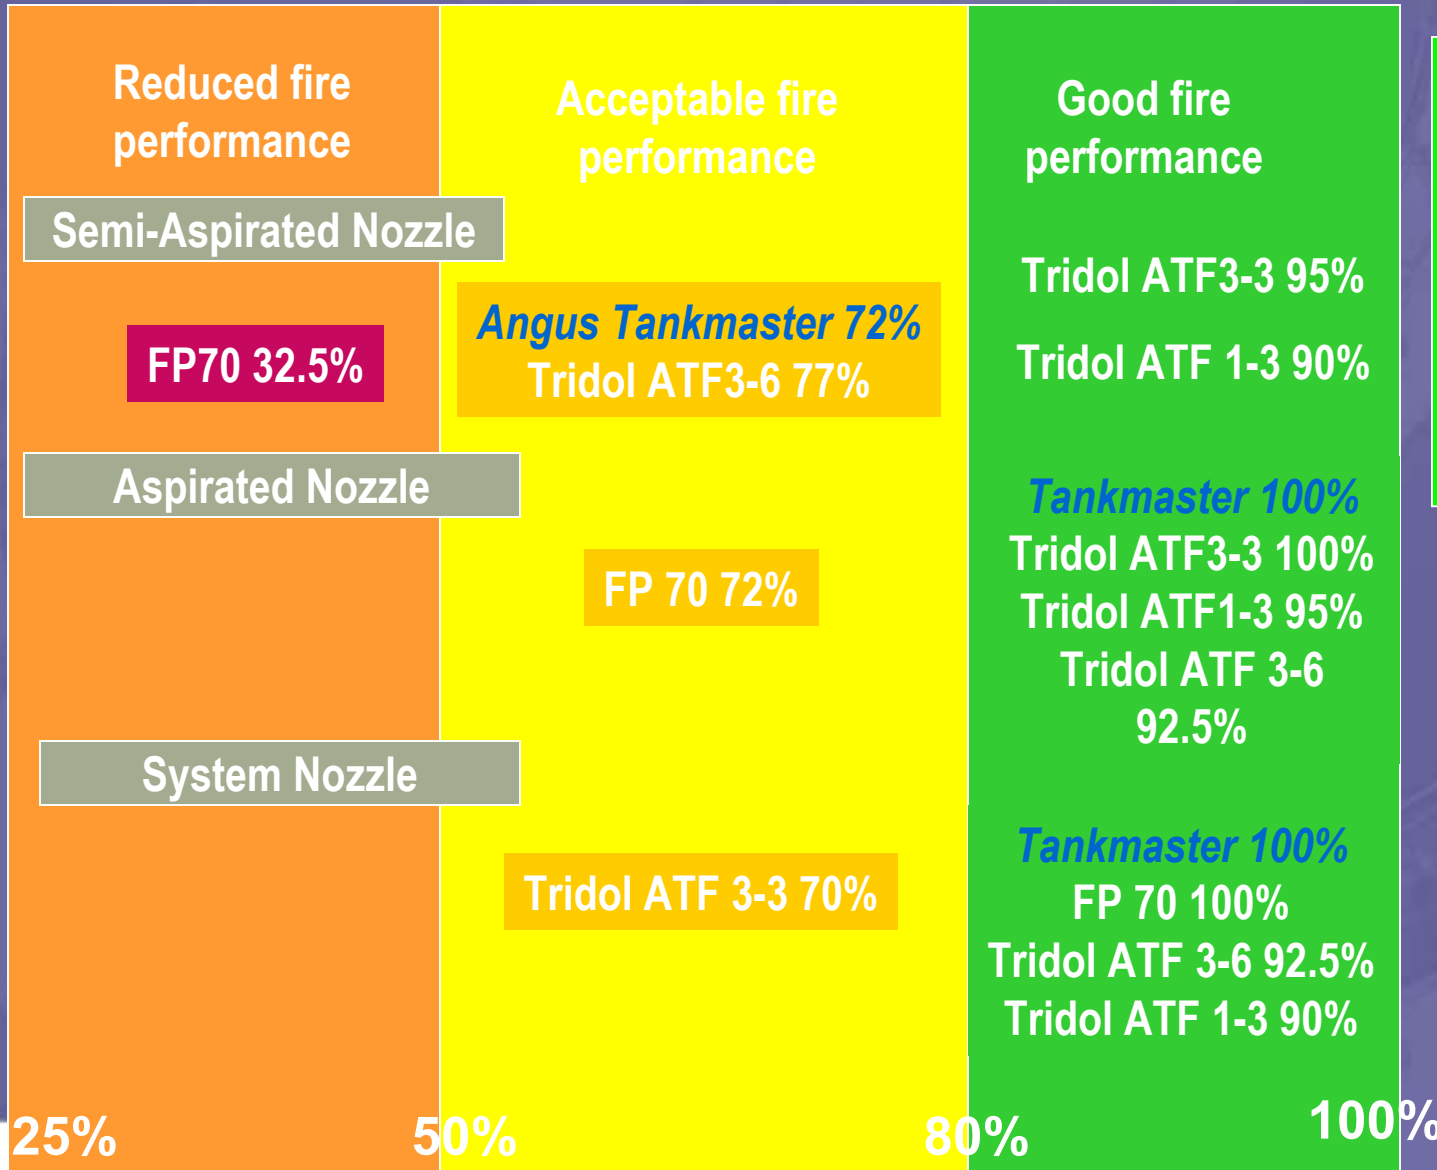 Reduced fire
performance
Acceptable fire
performance
Good fire
performance
Semi-Aspirated Nozzle
FP70 32.5%
Angus Tankmaster 72%
Tridol ATF3-6 77%
Tridol ATF3-3 95%
Tridol ATF 1-3 90%
Aspirated Nozzle
FP 70 72%
Tankmaster 100%
Tridol ATF3-3 100%
Tridol ATF1-3 95%
Tridol ATF 3-6
92.5%
System Nozzle
Tridol ATF 3-3 70%
Tankmaster 100%
FP 70 100%
Tridol ATF 3-6 92.5%
Tridol ATF 1-3 90%
25%
50%
80%
100%